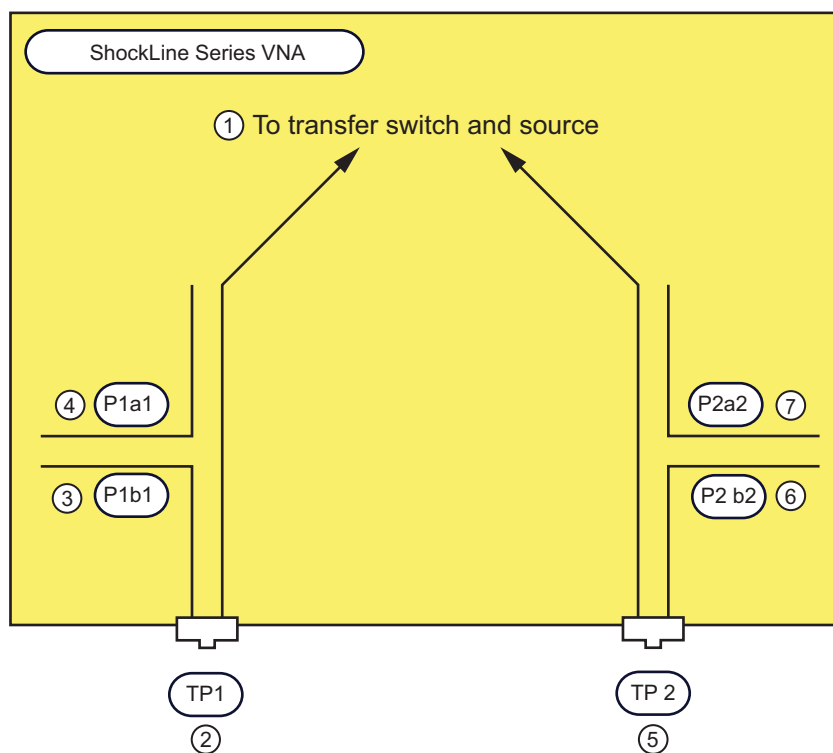 ShockLine Series VNA
1 To transfer switch and source
4 P1a1
P2a2 7
3 P1b1
P2 b2 6
TP1
TP 2
2
5